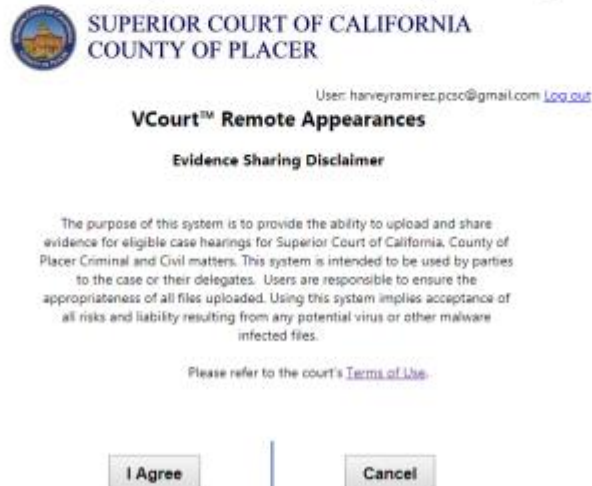 SUPERIOR COURT OF CALIFORNIA
COUNTY OF PLACER
User: harveyramirez.pcsc@gmail.com Log out
VCourt™ Remote Appearances
Evidence Sharing Disclaimer
The purpose of this system is to provide the ability to upload and share
evidence for eligible case hearings for Superior Court of California, County of
Placer Criminal and Civil matters. This system is intended to be used by parties
to the case or their delegates. Users are responsible to ensure the
appropriateness of all files uploaded. Using this system implies acceptance of
all risks and liability resulting from any potential virus or other malware
infected files.
Please refer to the court's Terms of Use.
I Agree
Cancel